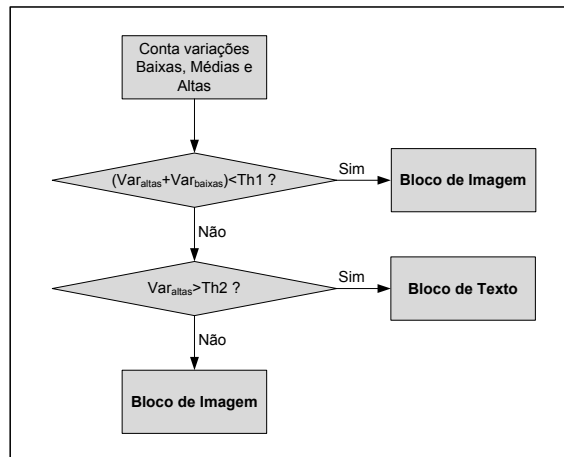 Conta variações
Baixas, Médias e
Altas
(Varaltas+Varbaixas)<Th1 ?
Sim
Bloco de Imagem
Não
Varaltas>Th2 ?
Sim
Bloco de Texto
Não
Bloco de Imagem